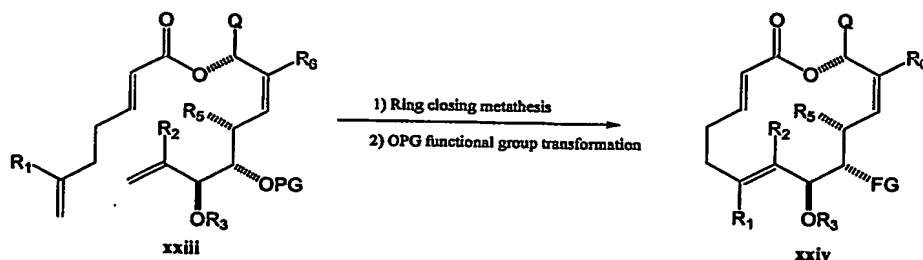 O Q
O R6
R5
R2
R1
OPG
OR3
xxiii
1) Ring closing metathesis
2) OPG functional group transformation
O Q
O R6
R5
R2
FG
R1 OR3
xxiv